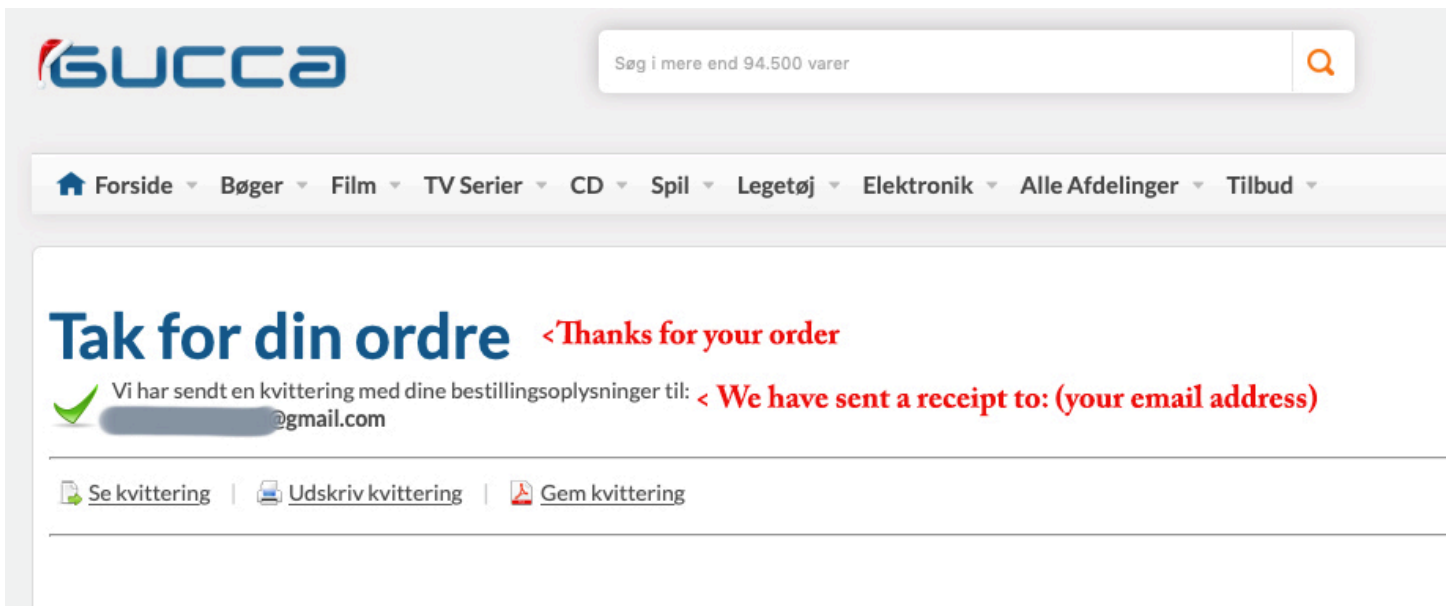 GUCCA
Søg i mere end 94.500 varer
Forside Bøger Film TV Serier CD Spil Legetøj Elektronik Alle Afdelinger Tilbud
Tak for din ordre <Thanks for your order
Vi har sendt en kvittering med dine bestillingsoplysninger til: < We have sent a receipt to: (your email address)
@gmail.com
Se kvittering | Udskriv kvittering | Gem kvittering